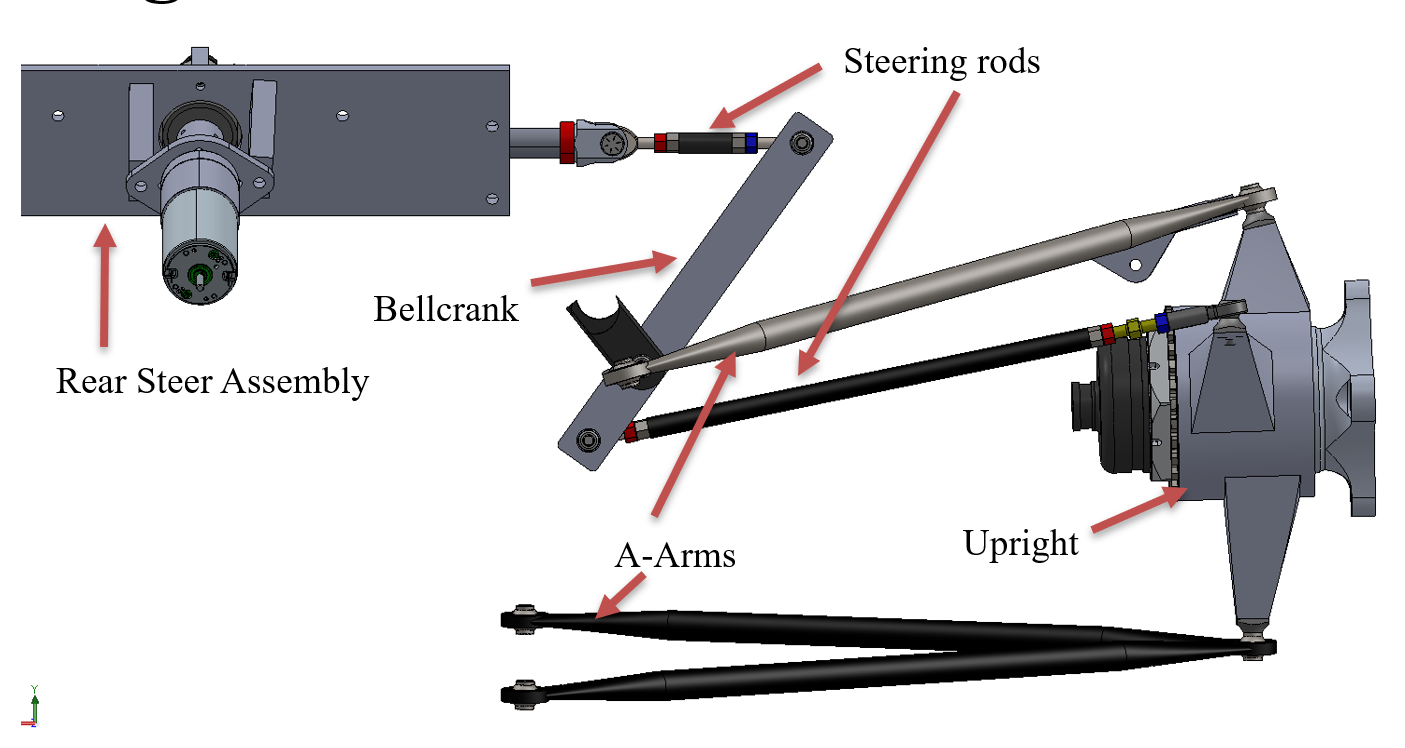 Steering rods
Bellcrank
Rear Steer Assembly
A-Arms
Upright
Y